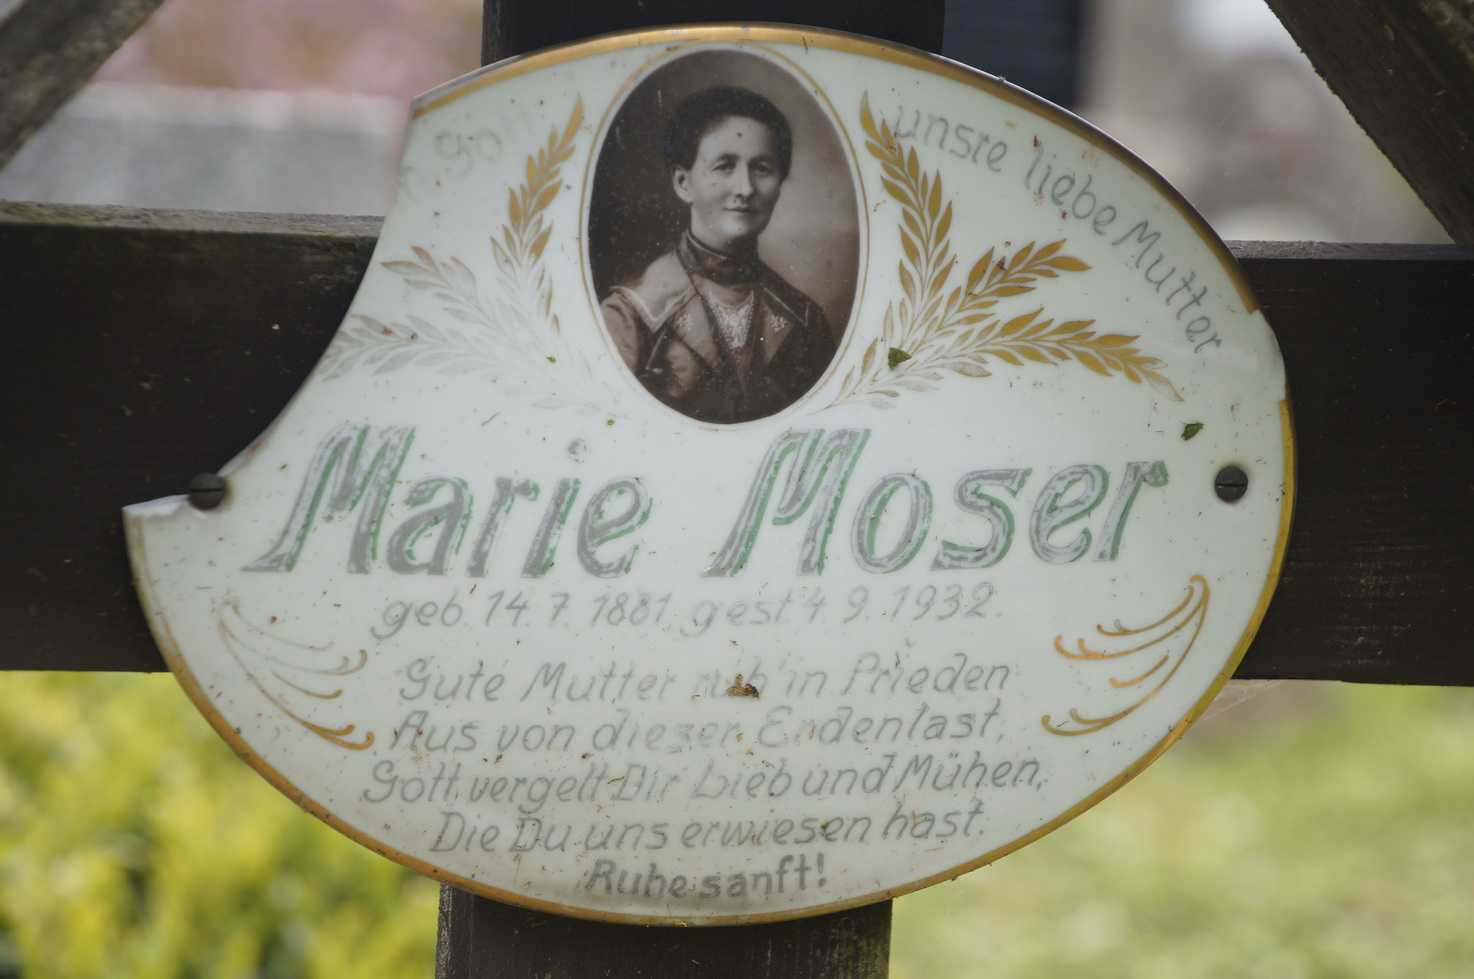 Gott
unsre liebe Mutter
Marie Moser
geb. 14. 7. 1881, gest. 4. 9. 1932.
Gute Mutter ruh' in Frieden
Aus von dieser Erdenlast,
Gott vergelt Dir Lieb und Mühen,
Die Du uns erwiesen hast.
Ruhe sanft!